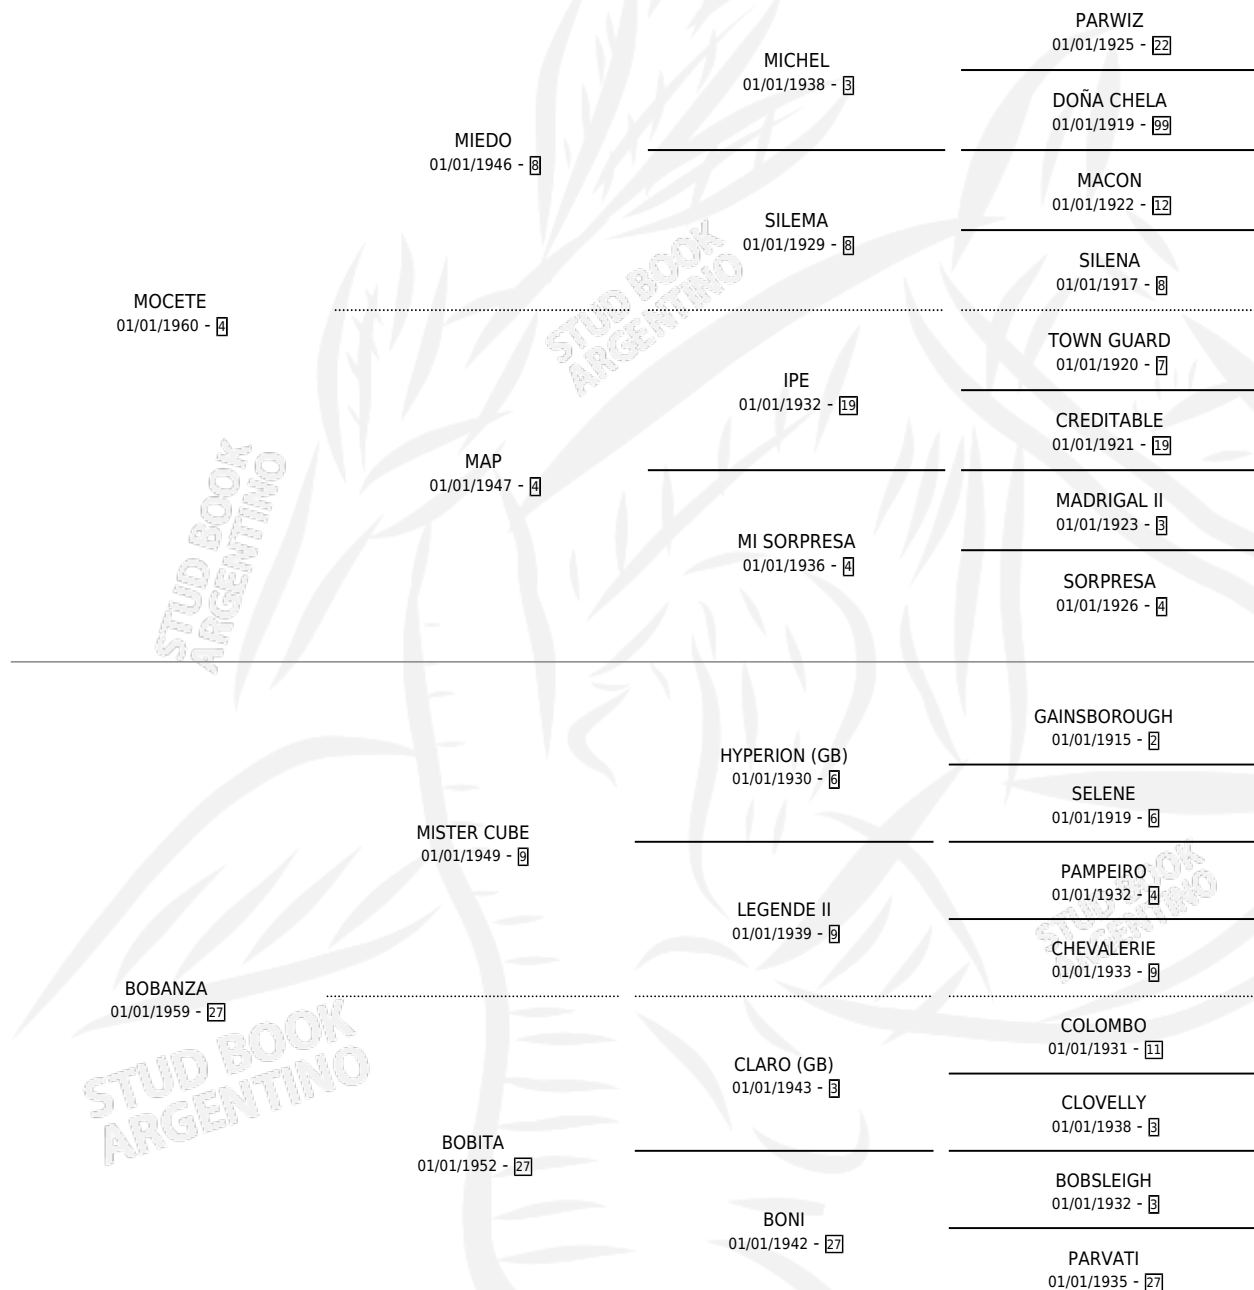 PARWIZ
01/01/1925 - 22
MICHEL
01/01/1938 - 3
DOÑA CHELA
01/01/1919 - 99
MIEDO
01/01/1946 - 8
MACON
01/01/1922 - 12
SILEMA
01/01/1929 - 8
SILENA
01/01/1917 - 8
MOCETE
01/01/1960 - 4
TOWN GUARD
01/01/1920 - 7
IPE
01/01/1932 - 19
CREDITABLE
01/01/1921 - 19
MAP
01/01/1947 - 4
MADRIGAL II
01/01/1923 - 3
MI SORPRESA
01/01/1936 - 4
SORPRESA
01/01/1926 - 4
GAINSBOROUGH
01/01/1915 - 2
HYPERION (GB)
01/01/1930 - 6
SELENE
01/01/1919 - 6
MISTER CUBE
01/01/1949 - 9
PAMPEIRO
01/01/1932 - 4
LEGENDE II
01/01/1939 - 9
CHEVALERIE
01/01/1933 - 9
BOBANZA
01/01/1959 - 27
COLOMBO
01/01/1931 - 11
CLARO (GB)
01/01/1943 - 3
CLOVELLY
01/01/1938 - 3
BOBITA
01/01/1952 - 27
BOBSLEIGH
01/01/1932 - 3
BONI
01/01/1942 - 27
PARVATI
01/01/1935 - 27
STUD BOOK
ARGENTINO
STUD BOOK
ARGENTINO
STUD BOOK
ARGENTINO
STUD BOOK
ARGENTINO